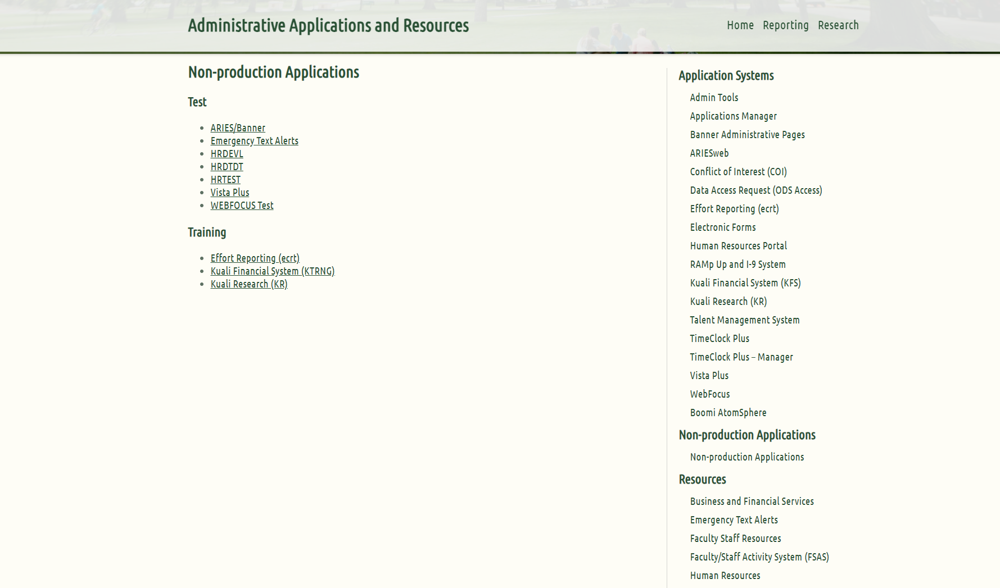 Administrative Applications and Resources
Home Reporting Research
Non-production Applications
Test
ARIES/Banner
Emergency Text Alerts
HRDEVL
HRDTDT
HRTEST
Vista Plus
WEBFOCUS Test
Training
Effort Reporting (ecrt)
Kuali Financial System (KTRNG)
Kuali Research (KR)
Application Systems
Admin Tools
Applications Manager
Banner Administrative Pages
ARIESweb
Conflict of Interest (COI)
Data Access Request (ODS Access)
Effort Reporting (ecrt)
Electronic Forms
Human Resources Portal
RAMp Up and I-9 System
Kuali Financial System (KFS)
Kuali Research (KR)
Talent Management System
TimeClock Plus
TimeClock Plus – Manager
Vista Plus
WebFocus
Boomi AtomSphere
Non-production Applications
Non-production Applications
Resources
Business and Financial Services
Emergency Text Alerts
Faculty Staff Resources
Faculty/Staff Activity System (FSAS)
Human Resources